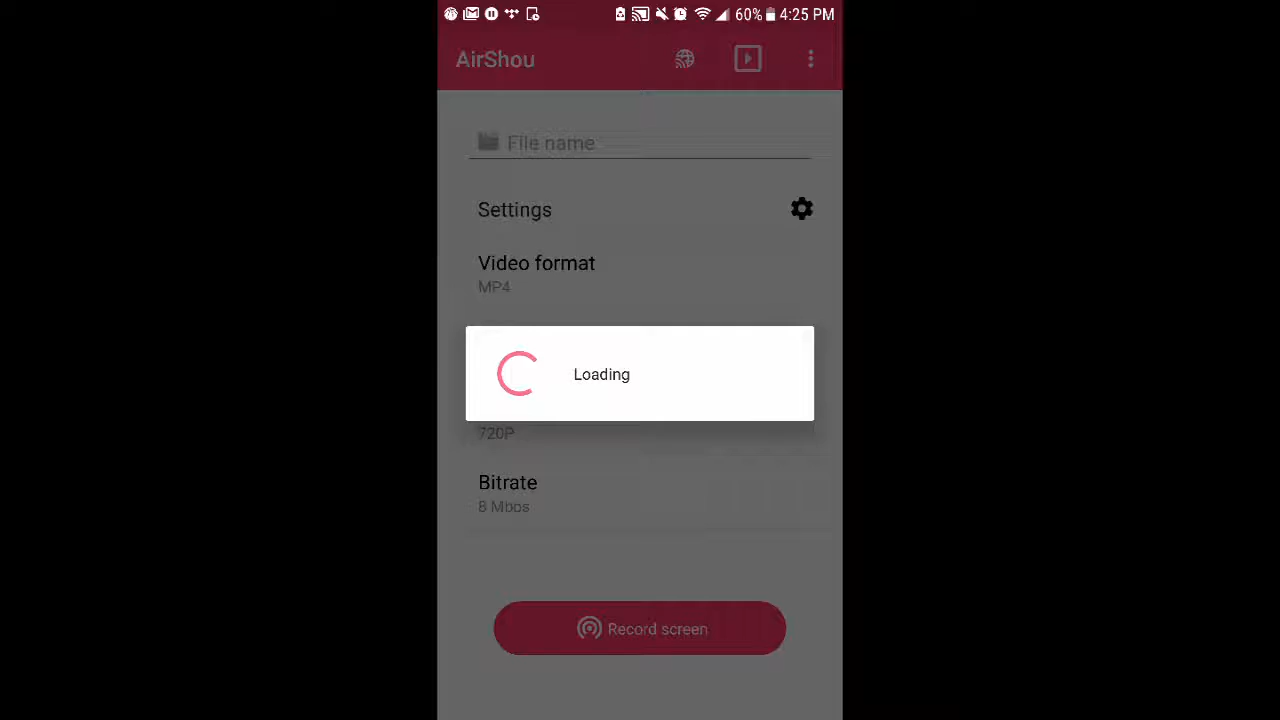 60% 4:25 PM
AirShou
File name
Settings
Video format
MP4
Loading
720P
Bitrate
8 Mbps
Record screen